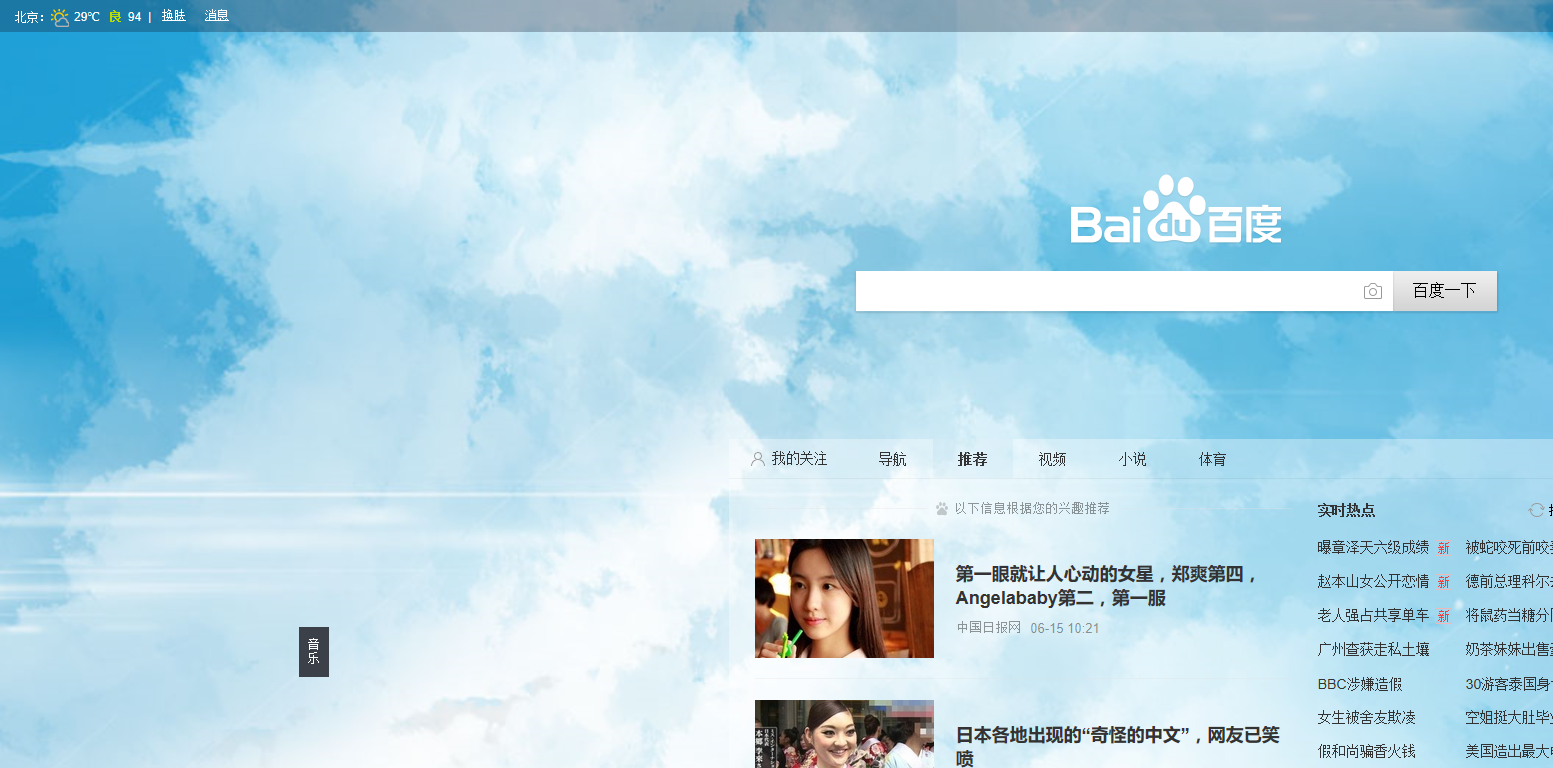 北京： 29℃ 良 94 | 换肤 消息
Bai du 百度
百度一下
我的关注 导航 推荐 视频 小说 体育
以下信息根据您的兴趣推荐
第一眼就让人心动的女星，郑爽第四，
Angelababy第二，第一服
中国日报网 06-15 10:21
日本各地出现的“奇怪的中文”，网友已笑
喷
实时热点
曝章泽天六级成绩 新 被蛇咬死前咬
赵本山女公开恋情 新 德前总理科尔
老人强占共享单车 新 将鼠药当糖分
广州查获走私土壤 奶茶妹妹出售
BBC涉嫌造假 30游客泰国身
女生被舍友欺凌 空姐挺大肚毕
假和尚骗香火钱 美国造出最大
音
乐